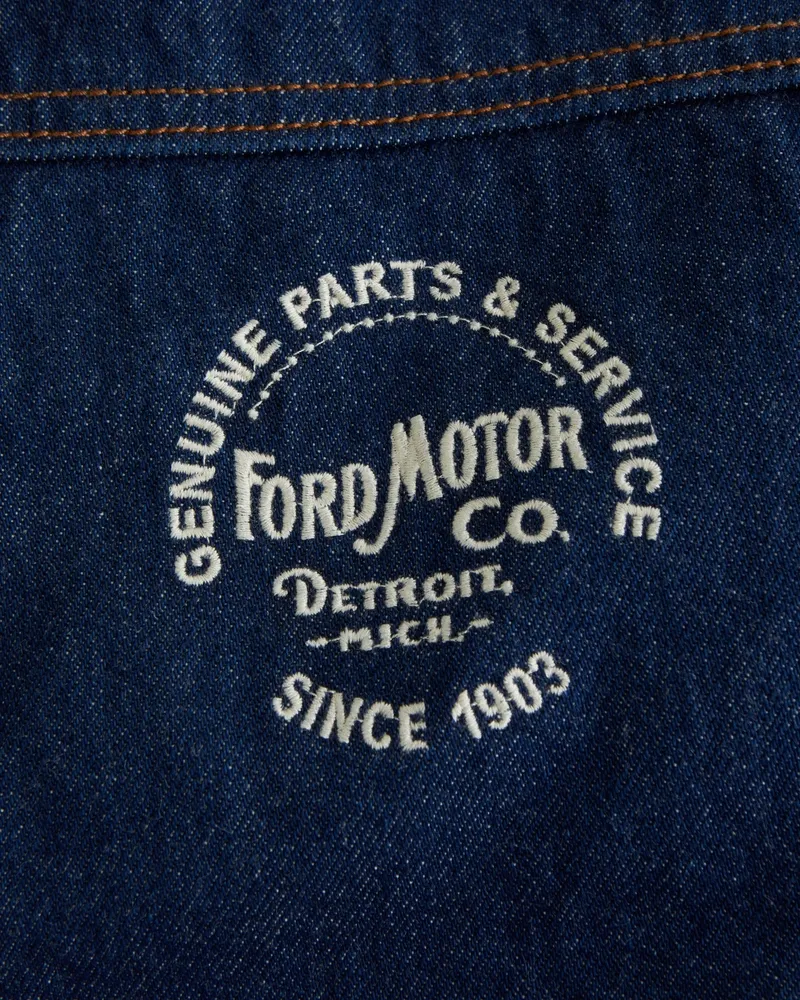 GENUINE PARTS & SERVICE
FORD MOTOR
CO.
DETROIT,
-MICH.-
SINCE 1903